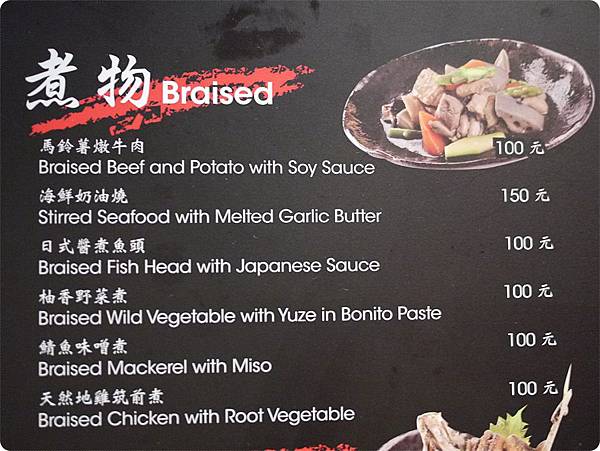 煮物 Braised
馬鈴薯燉牛肉 100 元
Braised Beef and Potato with Soy Sauce
海鮮奶油燒 150 元
Stirred Seafood with Melted Garlic Butter
日式醬煮魚頭 100 元
Braised Fish Head with Japanese Sauce
柚香野菜煮 100 元
Braised Wild Vegetable with Yuze in Bonito Paste
鯖魚味噌煮 100 元
Braised Mackerel with Miso
天然地雞筑前煮 100 元
Braised Chicken with Root Vegetable